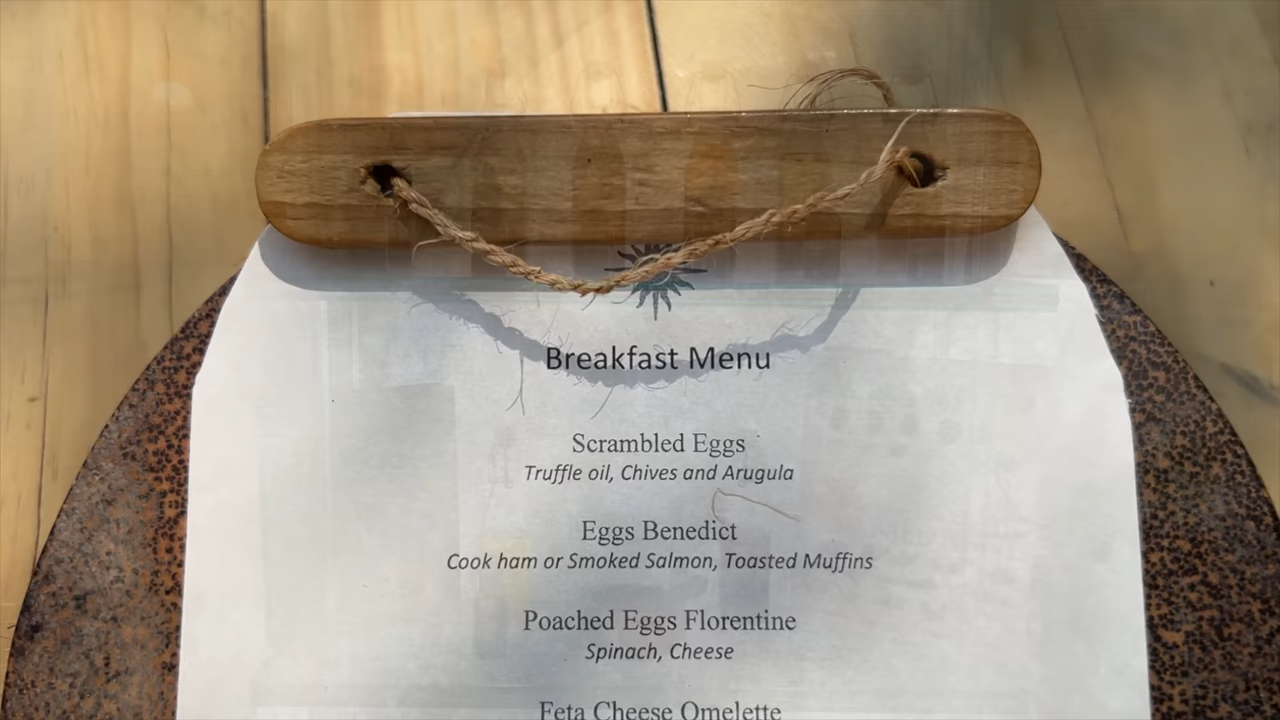 Breakfast Menu
Scrambled Eggs
Truffle oil, Chives and Arugula
Eggs Benedict
Cook ham or Smoked Salmon, Toasted Muffins
Poached Eggs Florentine
Spinach, Cheese
Feta Cheese Omelette